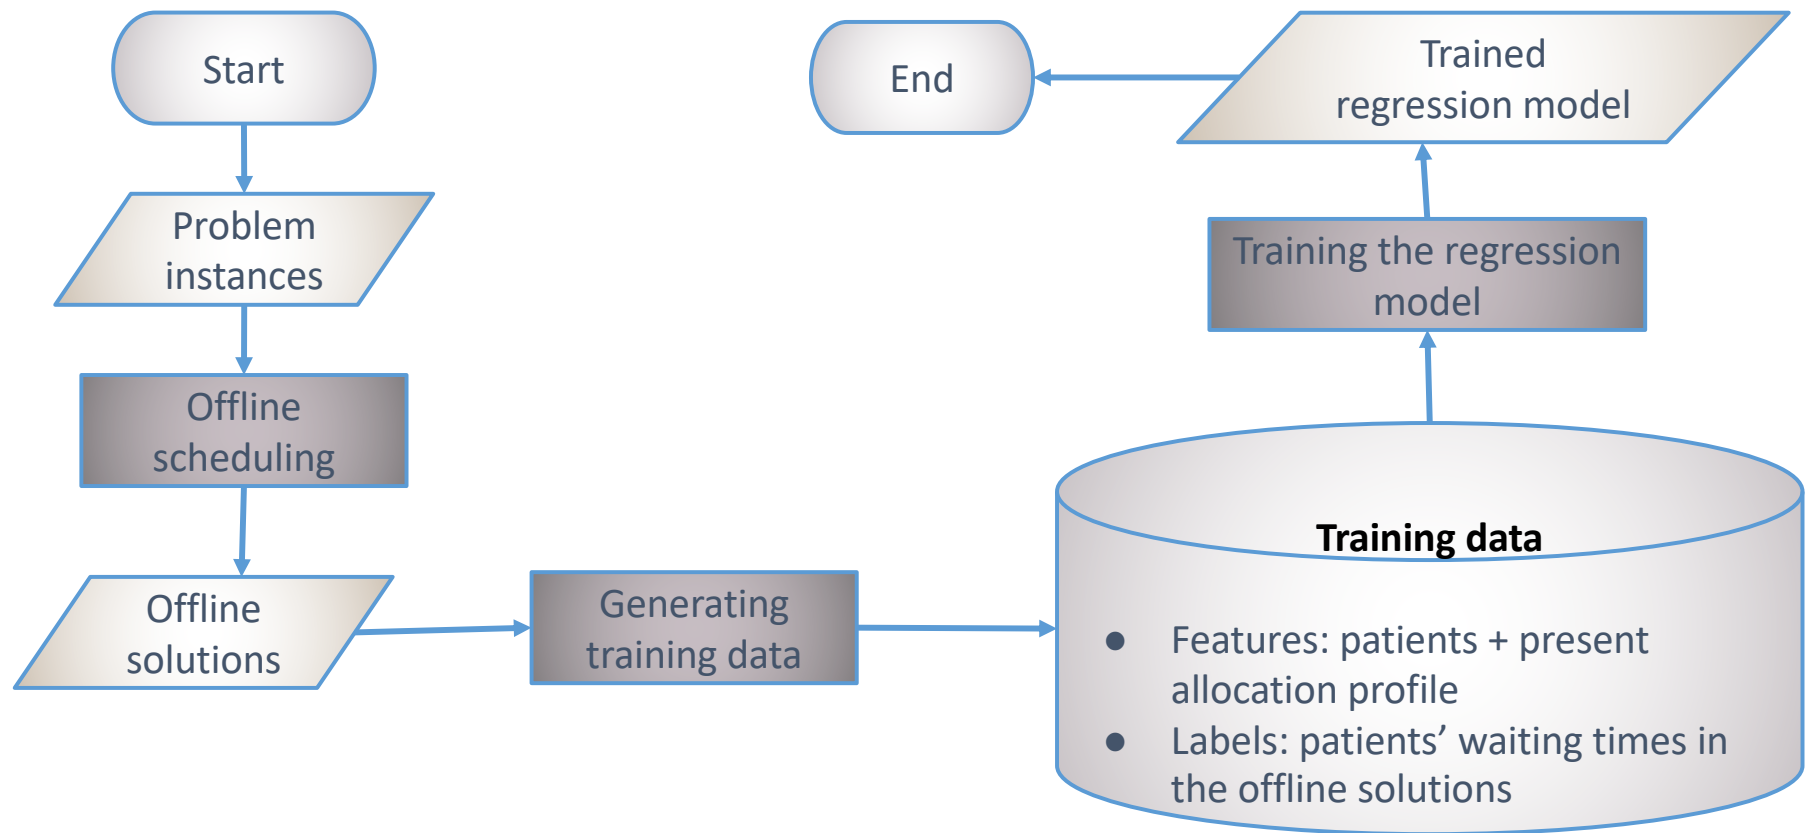 Start
Problem
instances
Offline
scheduling
Offline
solutions
Generating
training data
Training data
● Features: patients + present
allocation profile
● Labels: patients’ waiting times in
the offline solutions
Training the regression
model
Trained
regression model
End